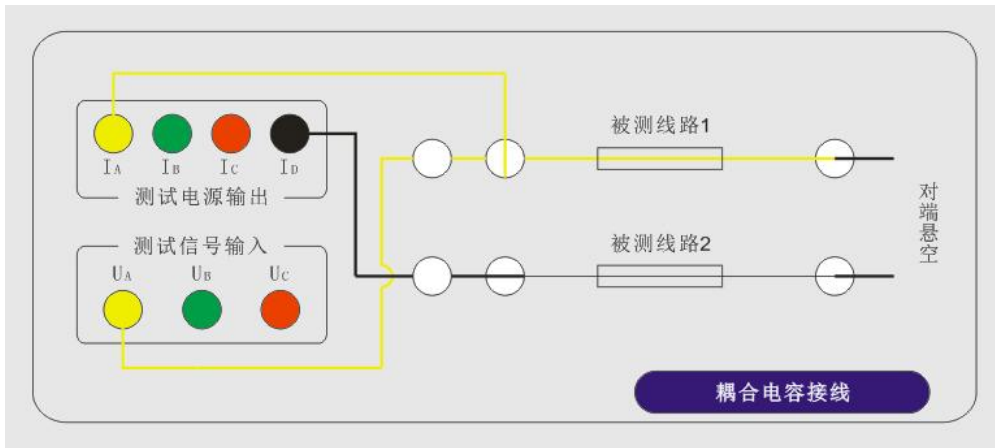 被测线路1
IA IB IC ID
测试电源输出
对端悬空
测试信号输入
被测线路2
UA UB UC
耦合电容接线